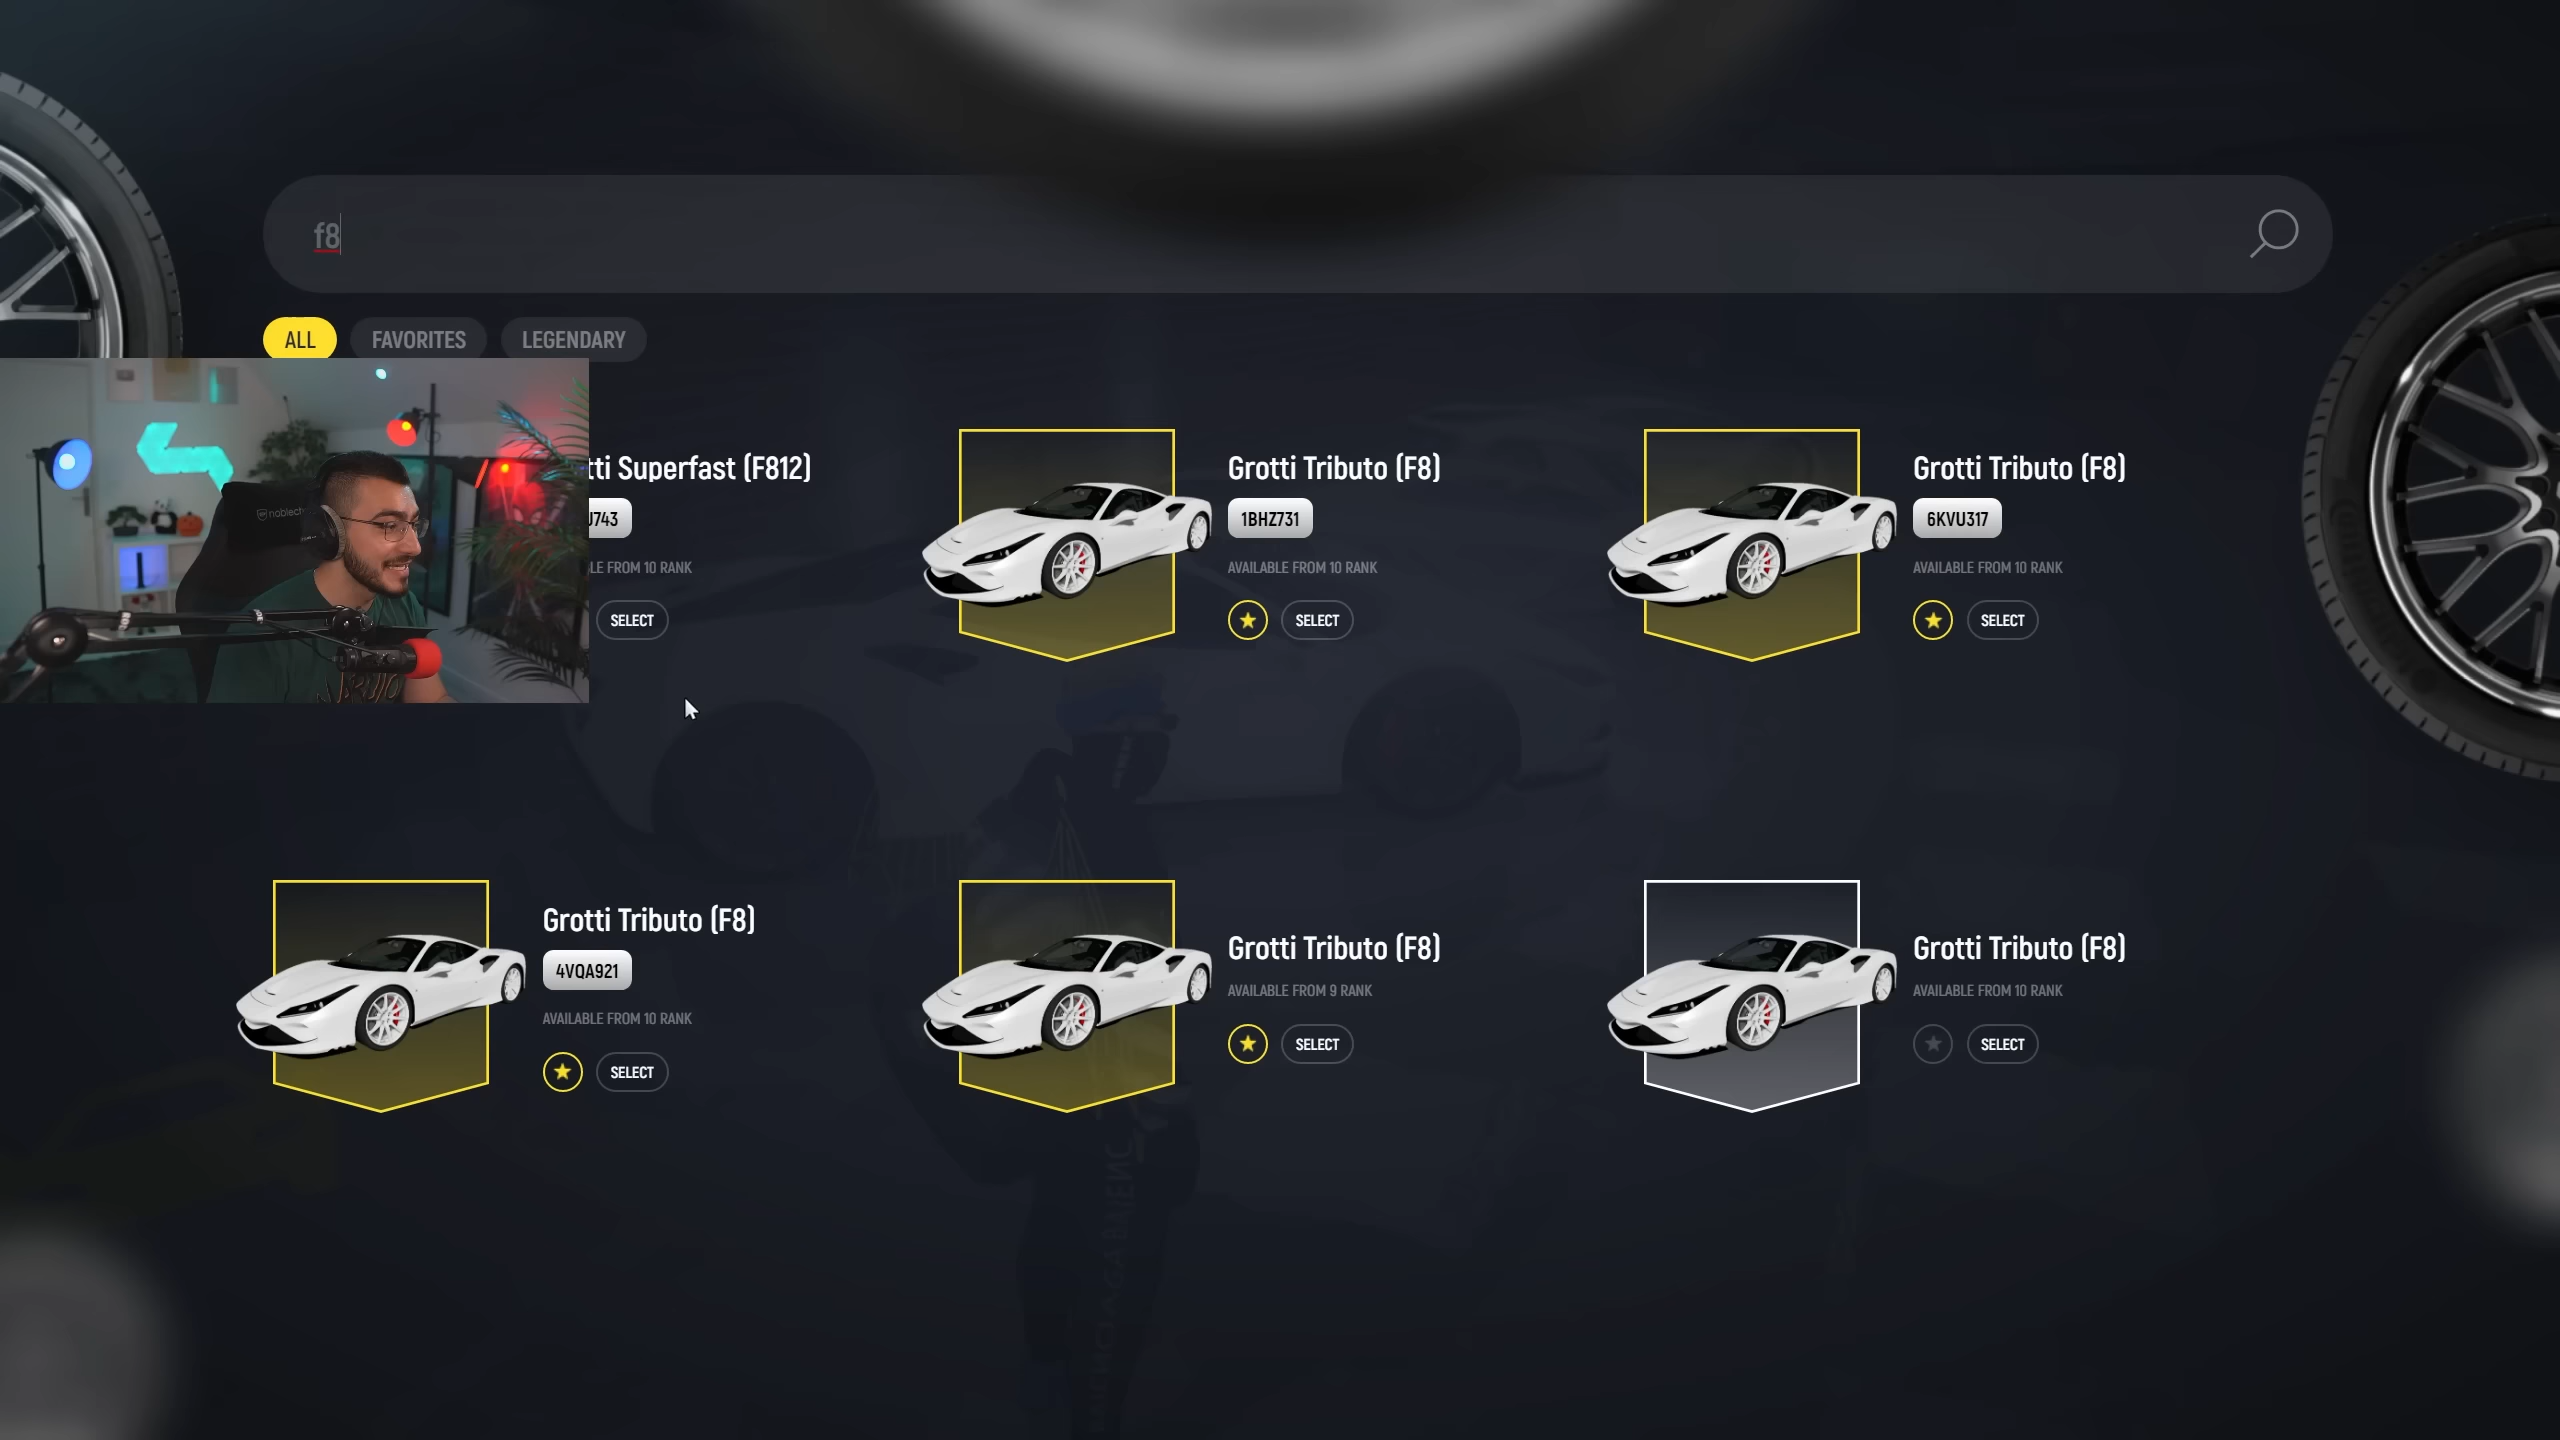 f8
ALL
FAVORITES
LEGENDARY
tti Superfast (F812)
J743
LE FROM 10 RANK
SELECT
Grotti Tributo (F8)
1BHZ731
AVAILABLE FROM 10 RANK
SELECT
Grotti Tributo (F8)
6KVU317
AVAILABLE FROM 10 RANK
SELECT
Grotti Tributo (F8)
4VQA921
AVAILABLE FROM 10 RANK
SELECT
Grotti Tributo (F8)
AVAILABLE FROM 9 RANK
SELECT
Grotti Tributo (F8)
AVAILABLE FROM 10 RANK
SELECT